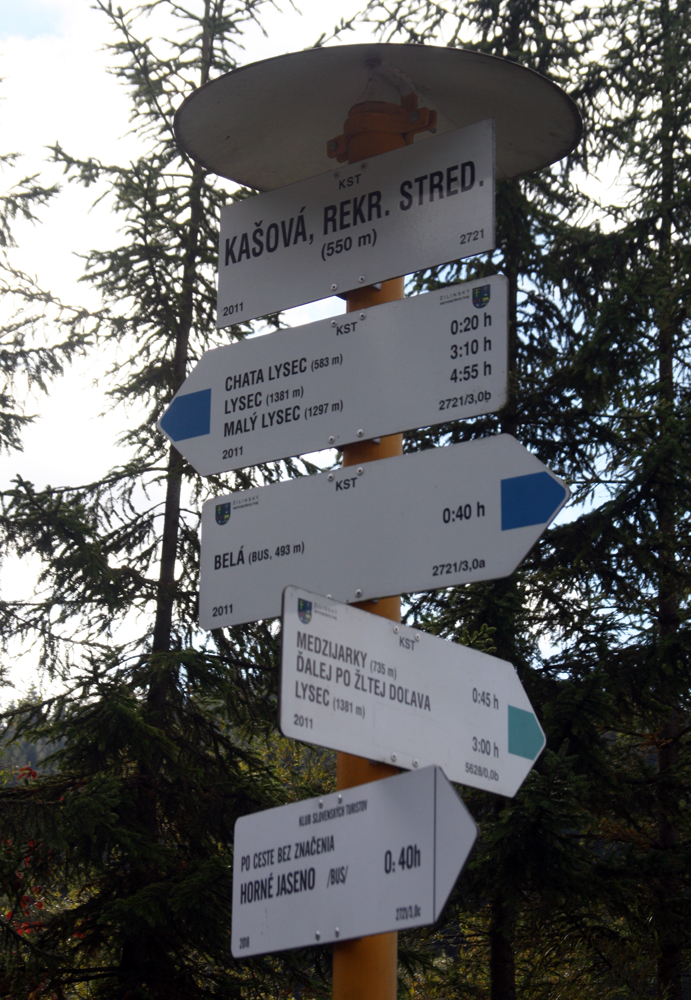 KST
KAŠOVÁ, REKR. STRED.
(550 m)
2011
2721
KST
ŽILINSKÝ
CHATA LYSEC (583 m) 0:20 h
LYSEC (1381 m) 3:10 h
MALÝ LYSEC (1297 m) 4:55 h
2011
2721/3,0b
ŽILINSKÝ
KST
BELÁ (BUS, 493 m) 0:40 h
2011
2721/3,0a
KST
MEDZIJARKY (735 m) 0:45 h
ĎALEJ PO ŽLTEJ DOĽAVA
LYSEC (1381 m) 3:00 h
2011
5628/0,0b
KLUB SLOVENSKÝCH TURISTOV
PO CESTE BEZ ZNAČENIA
HORNÉ JASENO /BUS/ 0:40h